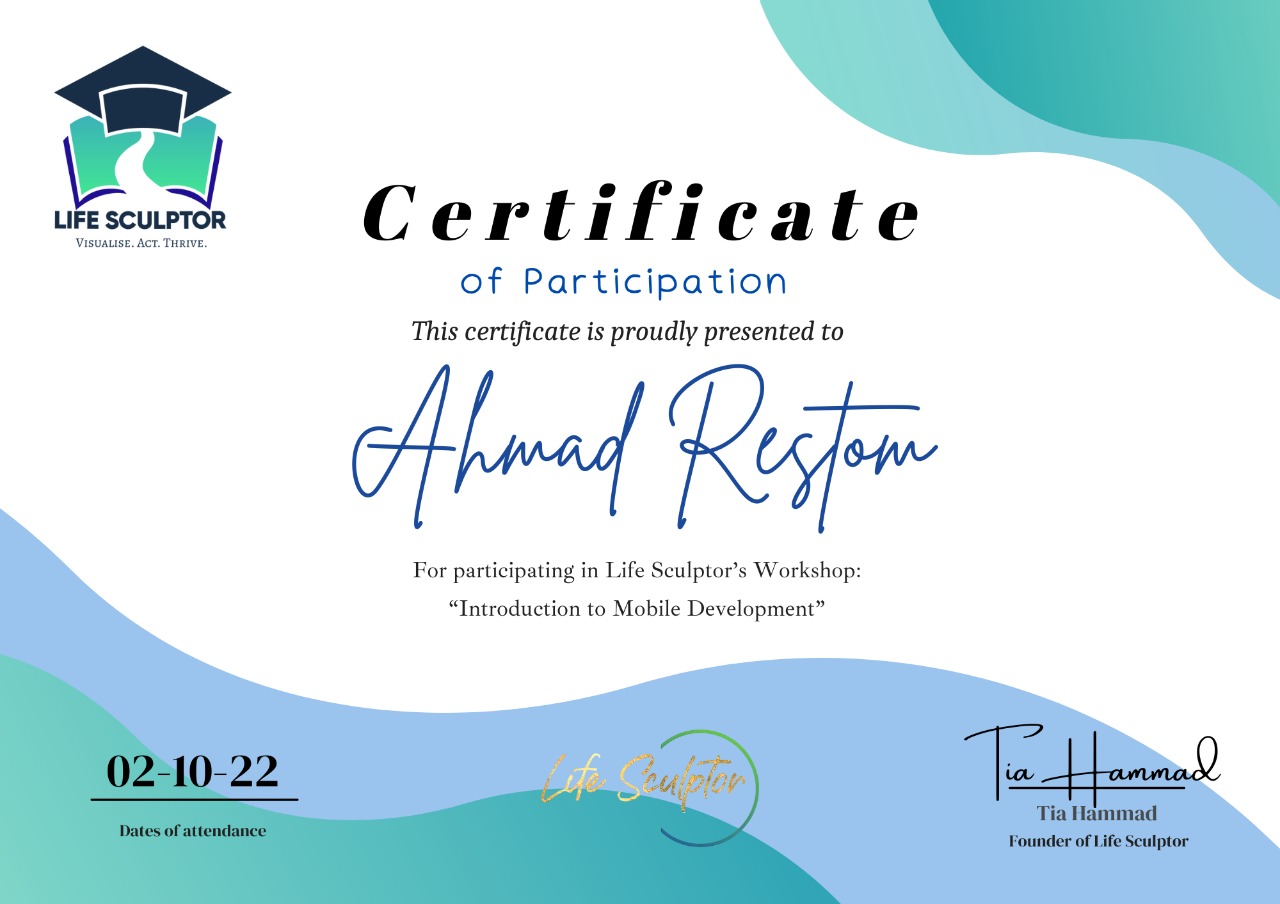 LIFE SCULPTOR
VISUALISE. ACT. THRIVE.
Certificate
of Participation
This certificate is proudly presented to
Ahmad Restom
For participating in Life Sculptor’s Workshop:
“Introduction to Mobile Development”
02-10-22
Dates of attendance
Life Sculptor
Tia Hammad
Tia Hammad
Founder of Life Sculptor